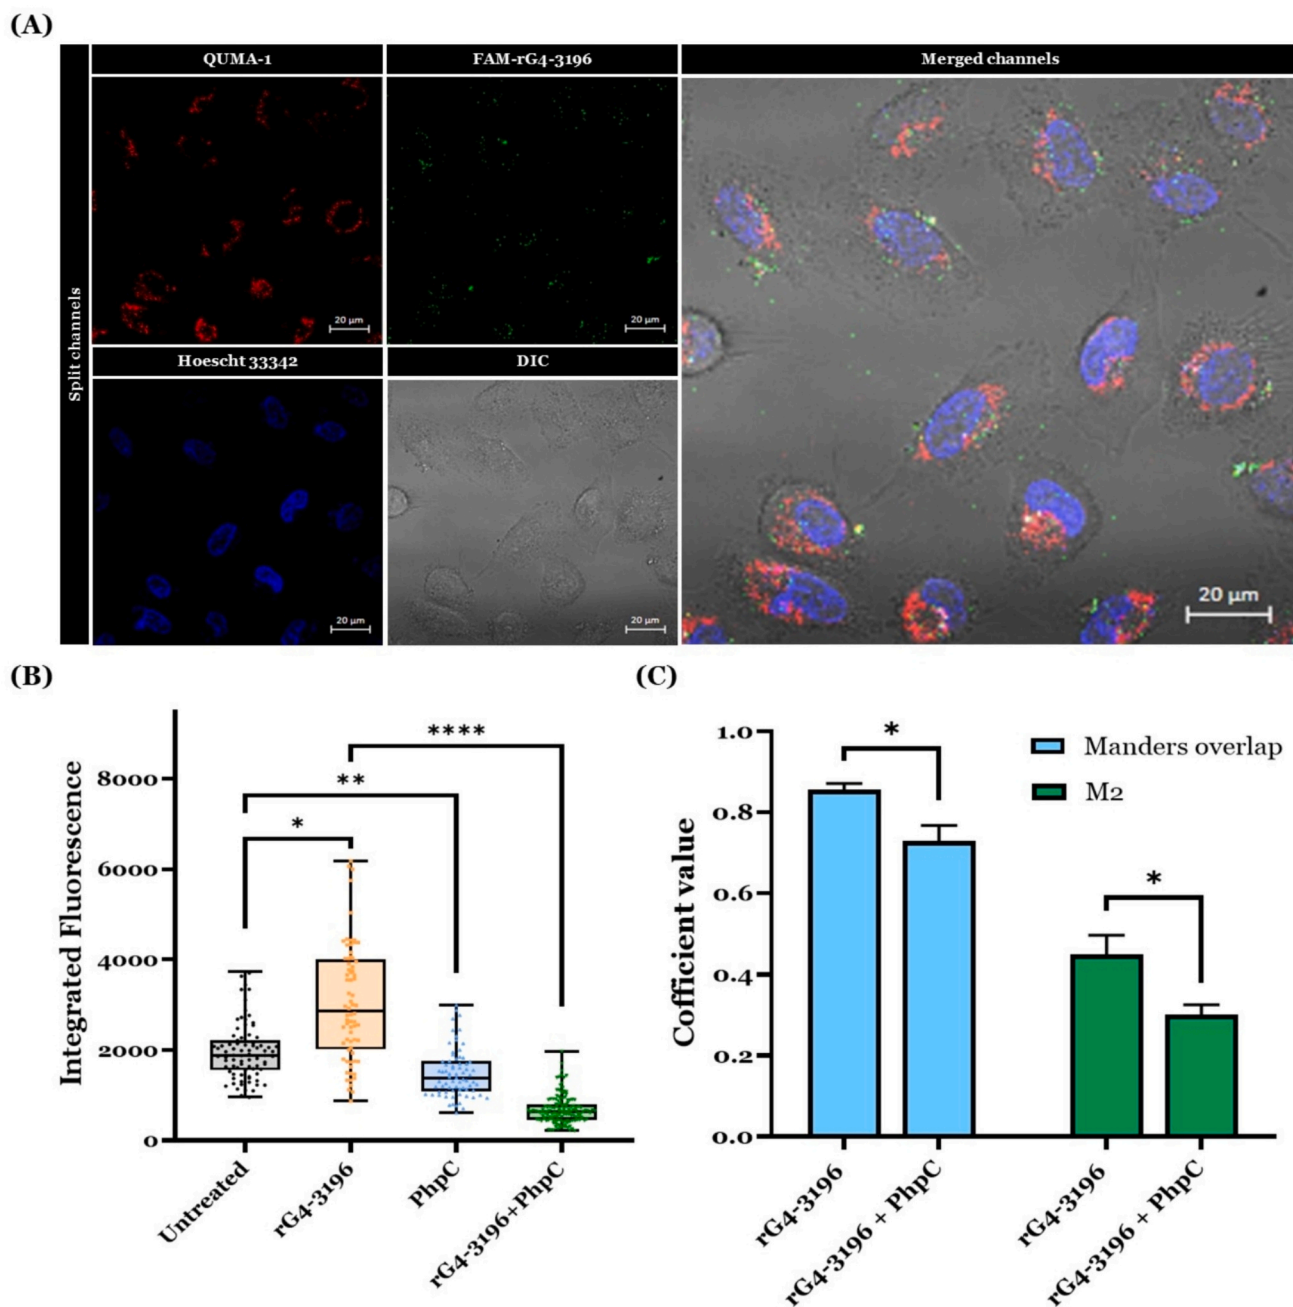 (A)
Split channels
QUMA-1
FAM-rG4-3196
Merged channels
20 µm
20 µm
Hoescht 33342
DIC
20 µm
20 µm
20 µm
(B)
Integrated Fluorescence
8000
6000
4000
2000
0
*
**
****
Untreated
rG4-3196
PhpC
rG4-3196+PhpC
(C)
Cofficient value
1.0
0.8
0.6
0.4
0.2
0.0
*
*
Manders overlap
M2
rG4-3196
rG4-3196 + PhpC
rG4-3196
rG4-3196 + PhpC